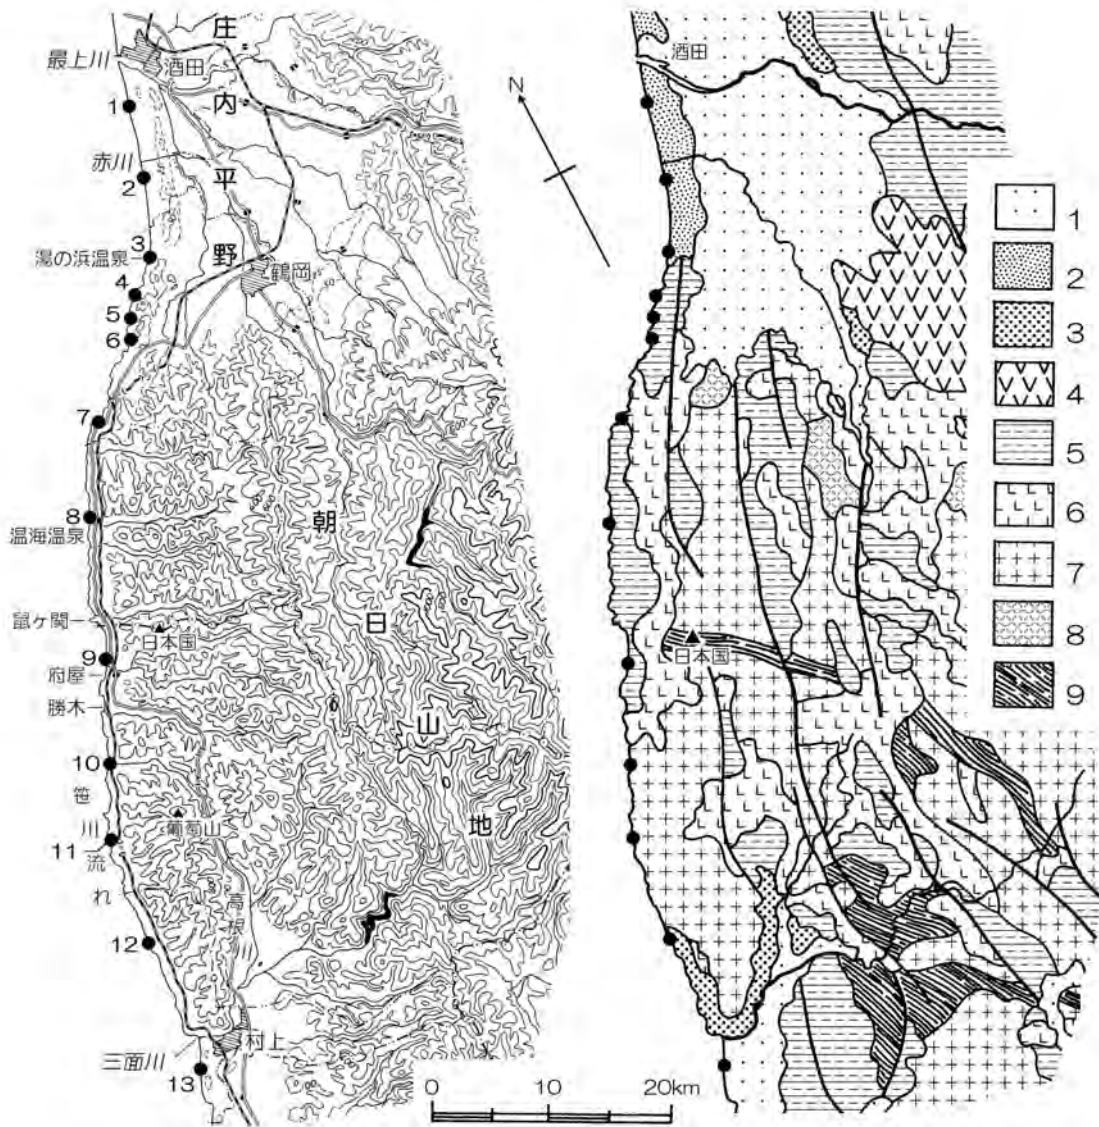 庄内平野
最上川
酒田
1
赤川
2
3
湯の浜温泉
鶴岡
4
5
6
7
8
温海温泉
鼠ヶ関
日本国
9
府屋
勝木
10
笹川流れ
葡萄山
11
高根川
12
三面川
村上
13
朝日山地
N
0 10 20km
酒田
日本国
1
2
3
4
5
6
7
8
9